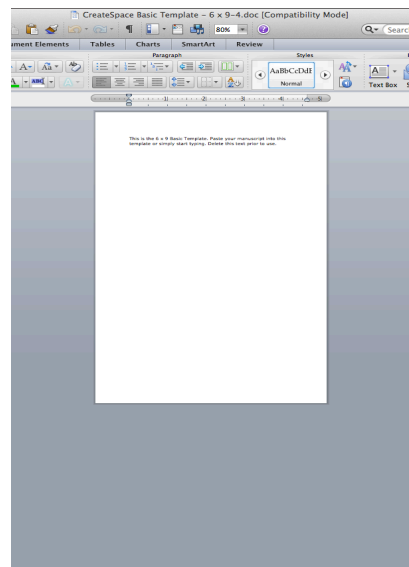 CreateSpace Basic Template – 6 x 9–4.doc [Compatibility Mode]
80%
Searc
ument Elements Tables Charts SmartArt Review
Paragraph Styles
AaBbCcDdE
Normal
Text Box
This is the 6 x 9 Basic Template. Paste your manuscript into this
template or simply start typing. Delete this text prior to use.